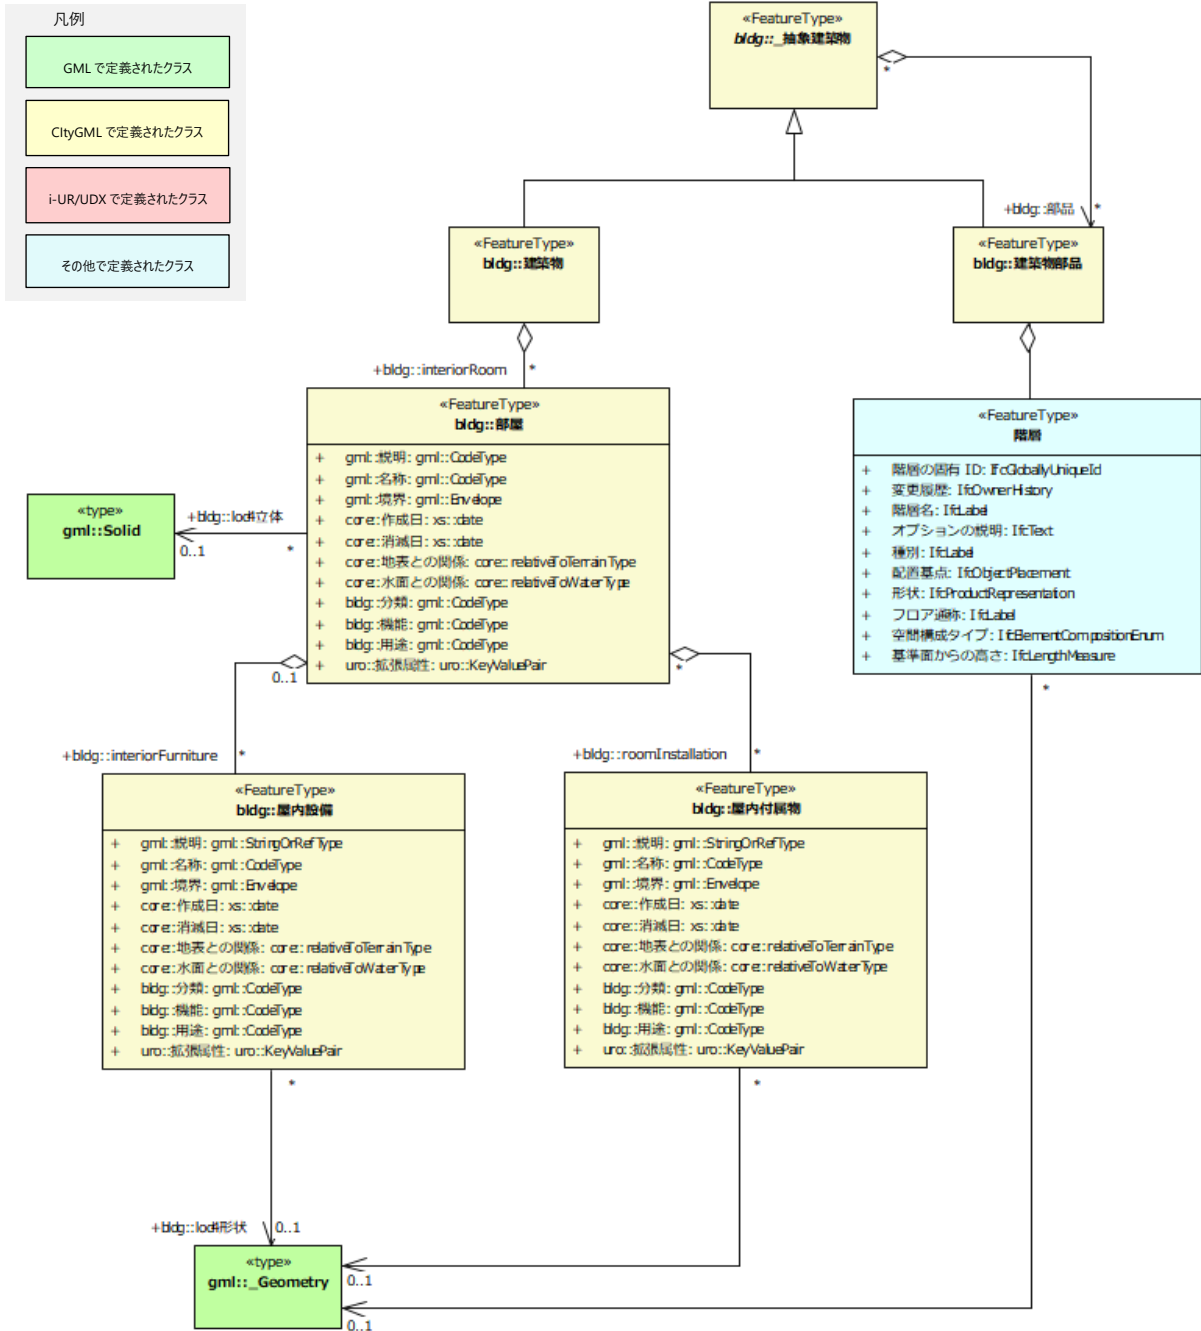 凡例
GML で定義されたクラス
CItyGML で定義されたクラス
i-UR/UDX で定義されたクラス
その他で定義されたクラス
«FeatureType»
bldg::_抽象建築物
*
+bldg::部品
*
«FeatureType»
bldg::建築物
«FeatureType»
bldg::建築物部品
+bldg::interiorRoom
*
«FeatureType»
bldg::部屋
+ gml::説明: gml::CodeType
+ gml::名称: gml::CodeType
+ gml::境界: gml::Envelope
+ core::作成日: xs::date
+ core::消滅日: xs::date
+ core::地表との関係: core::relativeToTerrainType
+ core::水面との関係: core::relativeToWaterType
+ bldg::分類: gml::CodeType
+ bldg::機能: gml::CodeType
+ bldg::用途: gml::CodeType
+ uro::拡張属性: uro::KeyValuePair
«FeatureType»
階層
+ 階層の固有 ID: IfcGloballyUniqueId
+ 変更履歴: IfcOwnerHistory
+ 階層名: IfcLabel
+ オプションの説明: IfcText
+ 種別: IfcLabel
+ 配置基点: IfcObjectPlacement
+ 形状: IfcProductRepresentation
+ フロア通称: IfcLabel
+ 空間構成タイプ: IfcElementCompositionEnum
+ 基準面からの高さ: IfcLengthMeasure
*
«type»
gml::Solid
+bldg::lod4立体
0..1
*
0..1
*
+bldg::interiorFurniture
*
+bldg::roomInstallation
*
«FeatureType»
bldg::屋内設備
+ gml::説明: gml::StringOrRefType
+ gml::名称: gml::CodeType
+ gml::境界: gml::Envelope
+ core::作成日: xs::date
+ core::消滅日: xs::date
+ core::地表との関係: core::relativeToTerrainType
+ core::水面との関係: core::relativeToWaterType
+ bldg::分類: gml::CodeType
+ bldg::機能: gml::CodeType
+ bldg::用途: gml::CodeType
+ uro::拡張属性: uro::KeyValuePair
*
«FeatureType»
bldg::屋内付属物
+ gml::説明: gml::StringOrRefType
+ gml::名称: gml::CodeType
+ gml::境界: gml::Envelope
+ core::作成日: xs::date
+ core::消滅日: xs::date
+ core::地表との関係: core::relativeToTerrainType
+ core::水面との関係: core::relativeToWaterType
+ bldg::分類: gml::CodeType
+ bldg::機能: gml::CodeType
+ bldg::用途: gml::CodeType
+ uro::拡張属性: uro::KeyValuePair
*
+bldg::lod4形状
0..1
«type»
gml::_Geometry
0..1
0..1